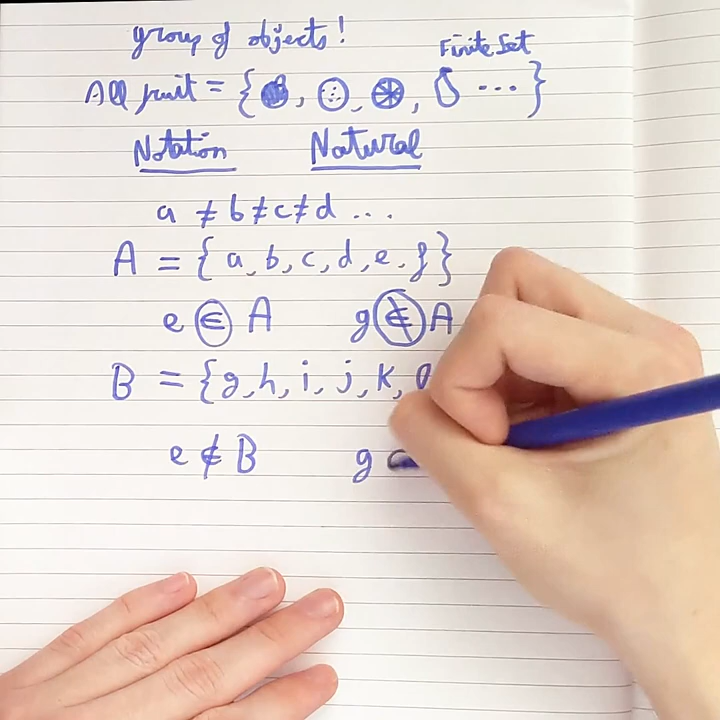 group of objects!
Finite Set
All fruit = { , , , ... }
Notation Natural
a ≠ b ≠ c ≠ d ...
A = { a, b, c, d, e, f }
e ∈ A g ∉ A
B = { g, h, i, j, k,
e ∉ B g